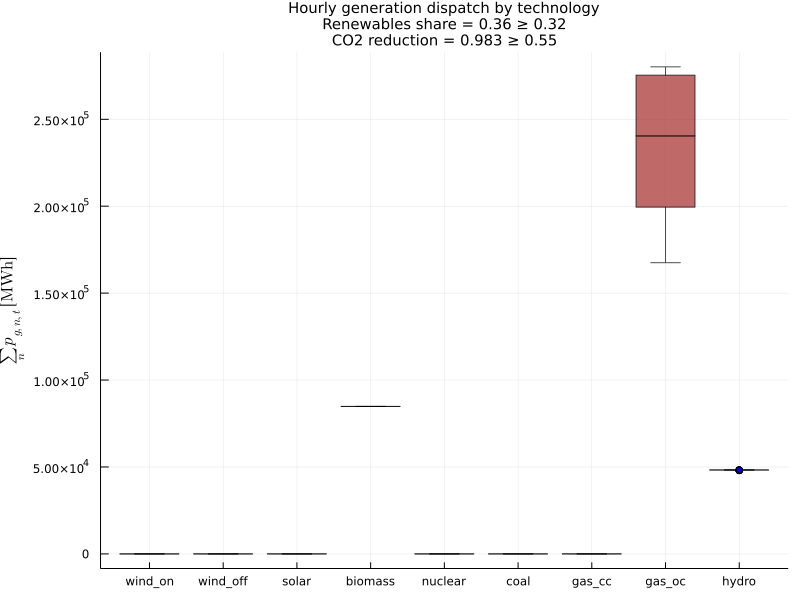 Hourly generation dispatch by technology
Renewables share = 0.36 ≥ 0.32
CO2 reduction = 0.983 ≥ 0.55
∑ₙ p_{g,n,t} [MWh]
2.50×10⁵
2.00×10⁵
1.50×10⁵
1.00×10⁵
5.00×10⁴
0
wind_on wind_off solar biomass nuclear coal gas_cc gas_oc hydro